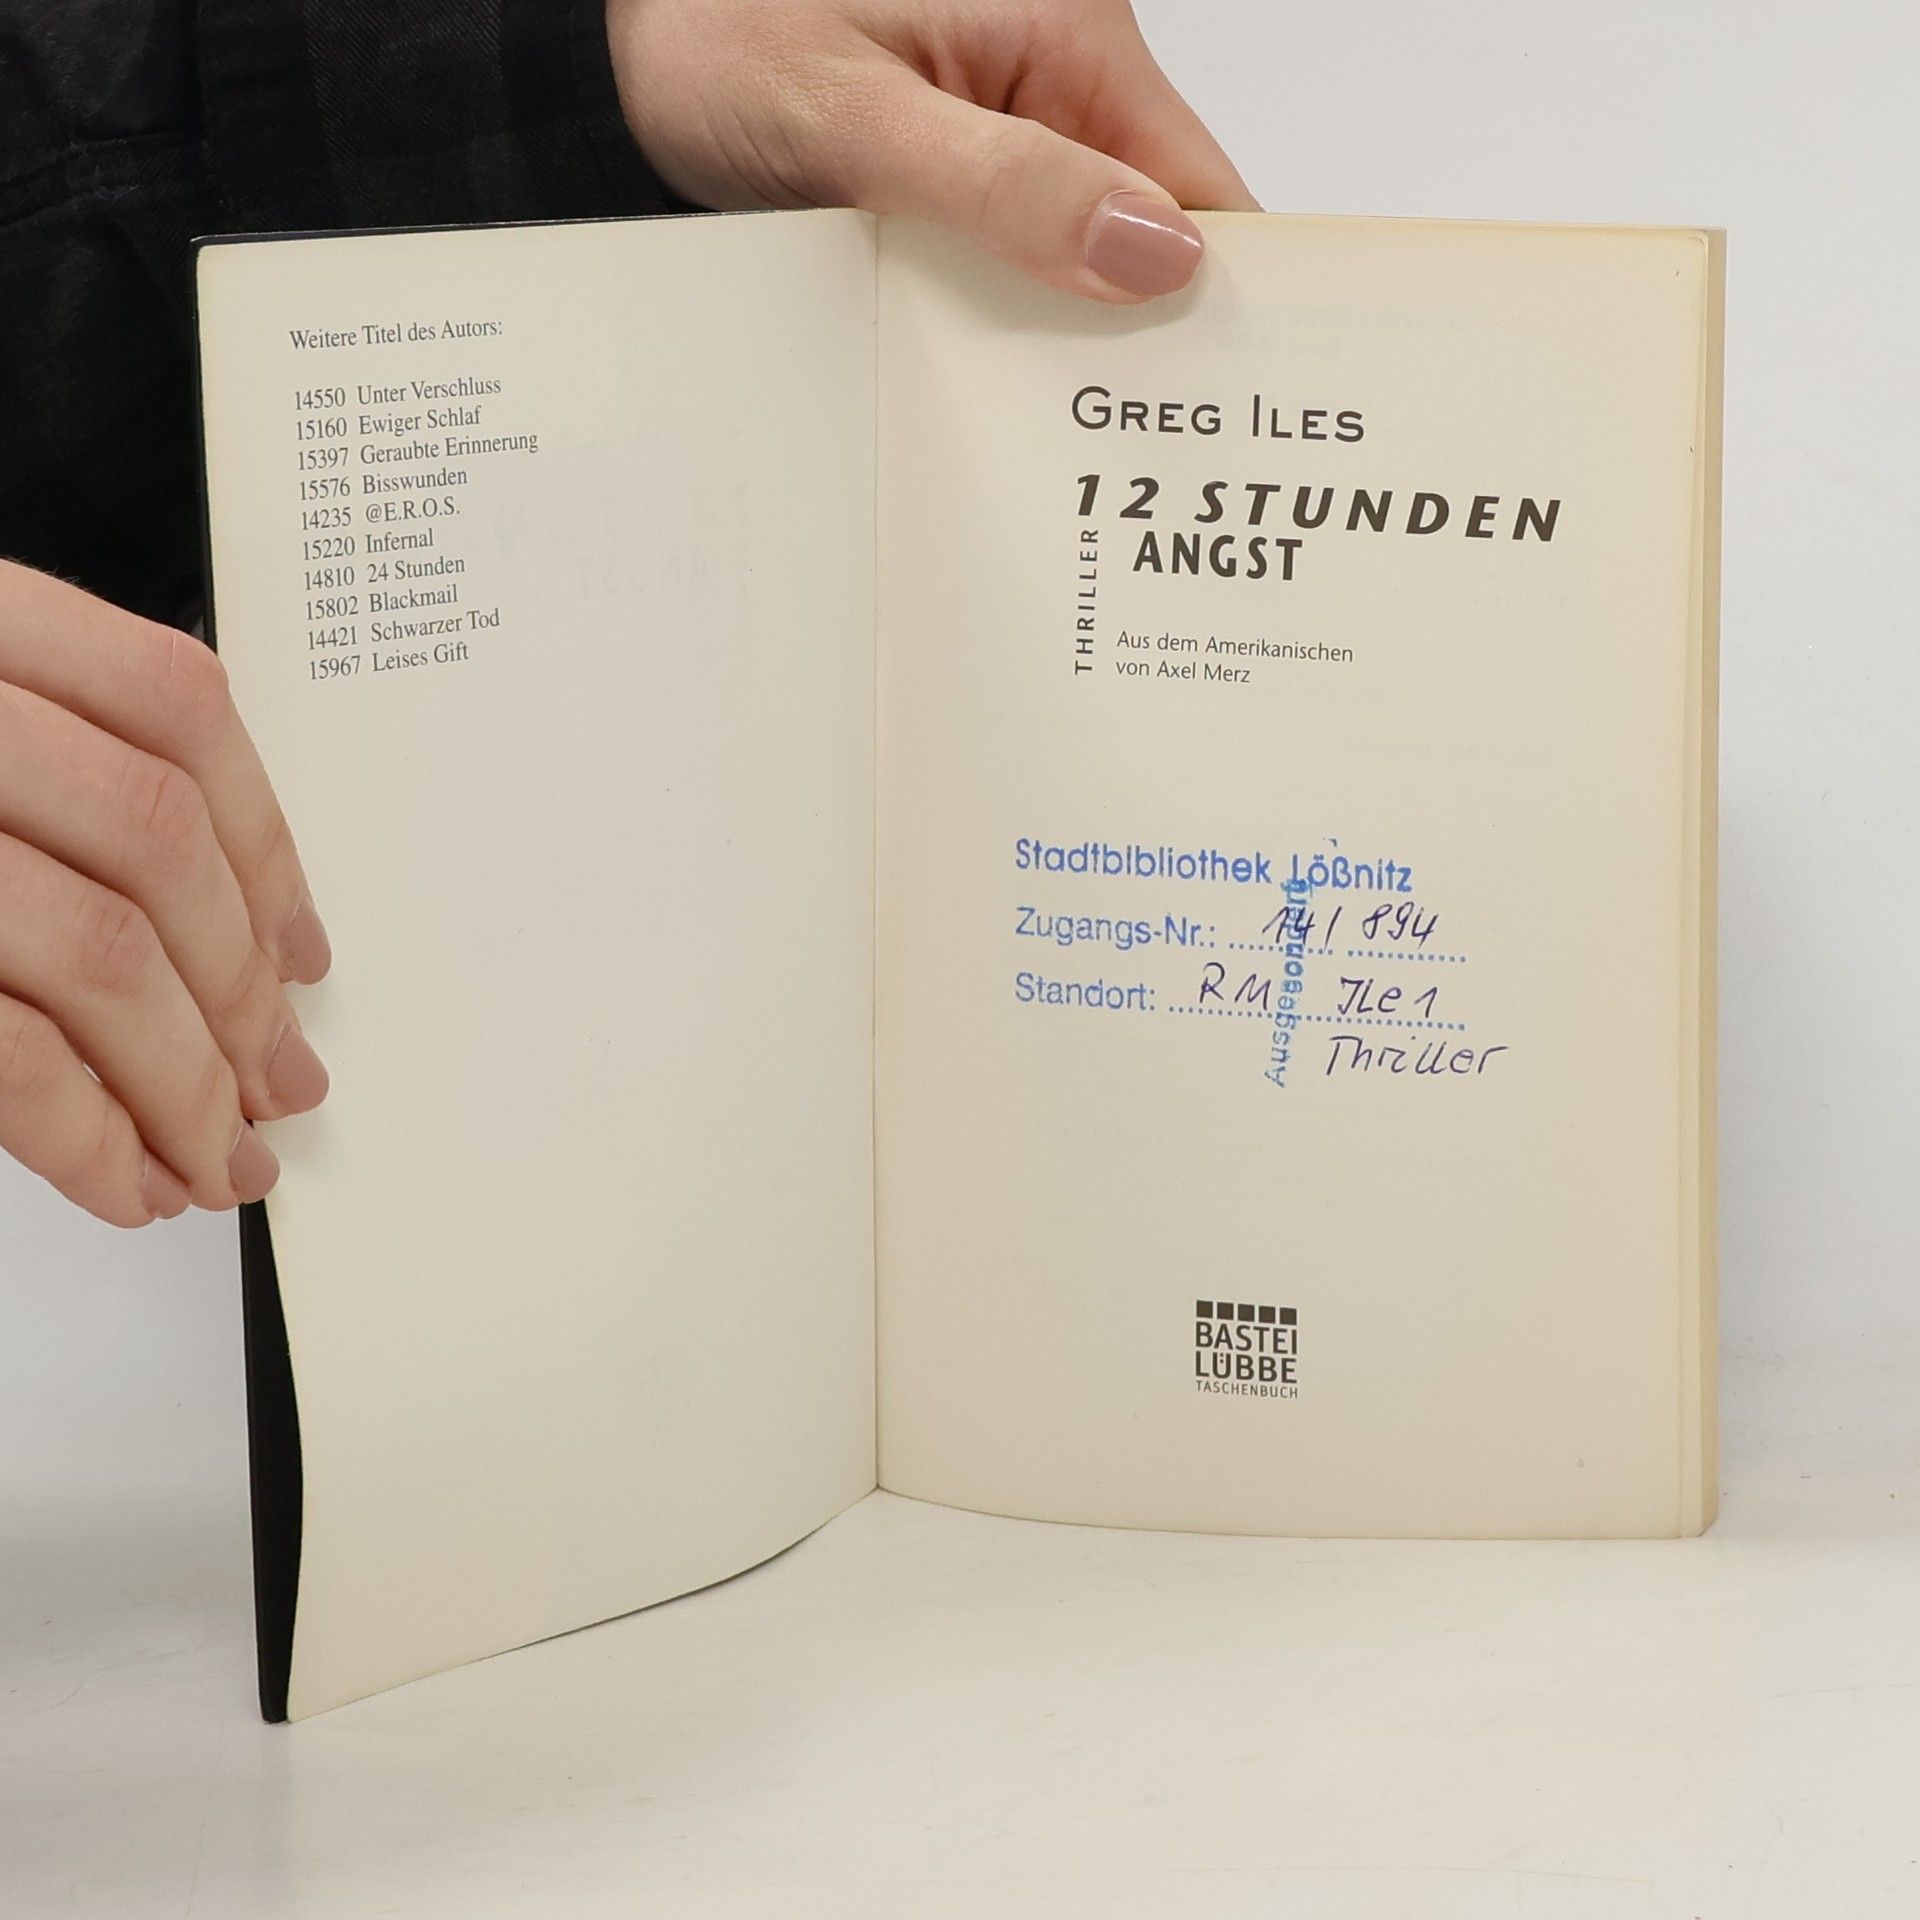 Weitere Titel des Autors:
14550 Unter Verschluss
15160 Ewiger Schlaf
15397 Geraubte Erinnerung
15576 Bisswunden
14235 @E.R.O.S.
15220 Infernal
14810 24 Stunden
15802 Blackmail
14421 Schwarzer Tod
15967 Leises Gift
GREG ILES
12 STUNDEN
ANGST
THRILLER
Aus dem Amerikanischen
von Axel Merz
Stadtbibliothek Lößnitz
Zugangs-Nr.: 14/894
Standort: RM ILe 1
Thriller
Ausgesondert
BASTEI
LÜBBE
TASCHENBUCH